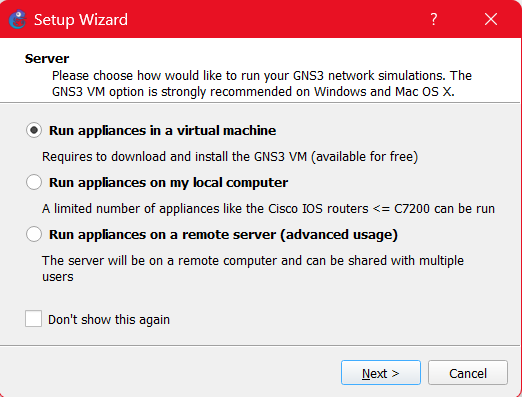 Setup Wizard
?
Server
Please choose how would like to run your GNS3 network simulations. The
GNS3 VM option is strongly recommended on Windows and Mac OS X.
Run appliances in a virtual machine
Requires to download and install the GNS3 VM (available for free)
Run appliances on my local computer
A limited number of appliances like the Cisco IOS routers <= C7200 can be run
Run appliances on a remote server (advanced usage)
The server will be on a remote computer and can be shared with multiple
users
Don't show this again
Next >
Cancel